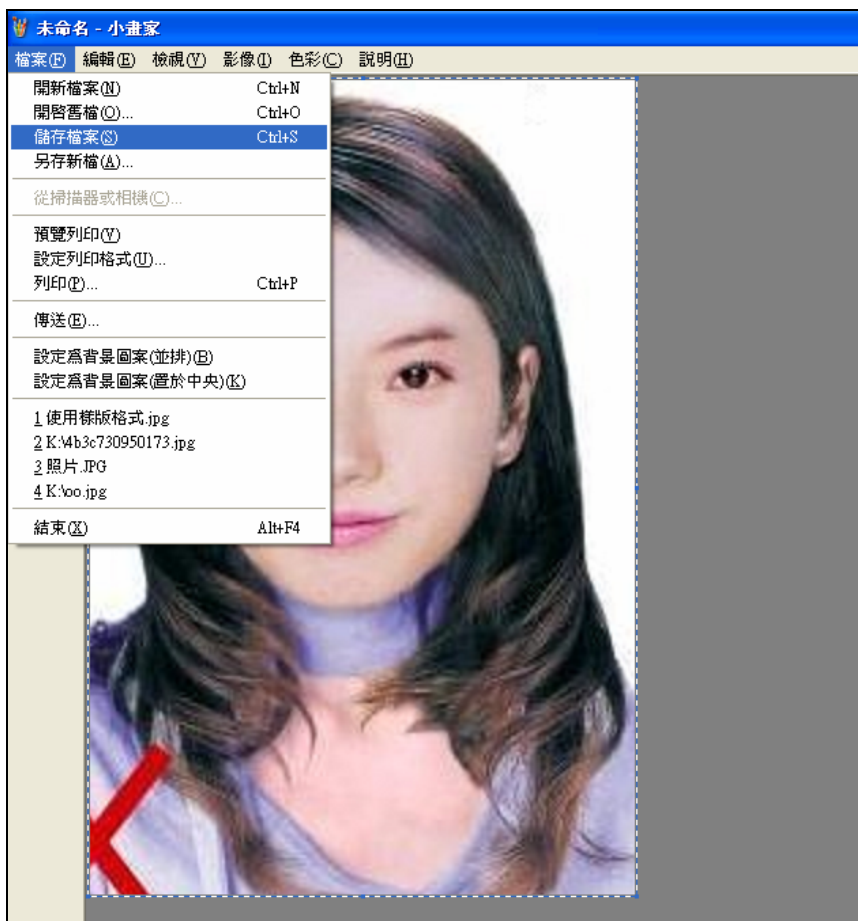 未命名 - 小畫家
檔案(F) 編輯(E) 檢視(V) 影像(I) 色彩(C) 說明(H)
開新檔案(N) Ctrl+N
開啓舊檔(O)... Ctrl+O
儲存檔案(S) Ctrl+S
另存新檔(A)...
從掃描器或相機(C)...
預覽列印(V)
設定列印格式(U)...
列印(P)... Ctrl+P
傳送(E)...
設定爲背景圖案(並排)(B)
設定爲背景圖案(置於中央)(K)
1 使用樣版格式.jpg
2 K:\4b3c730950173.jpg
3 照片.JPG
4 K:\oo.jpg
結束(X) Alt+F4